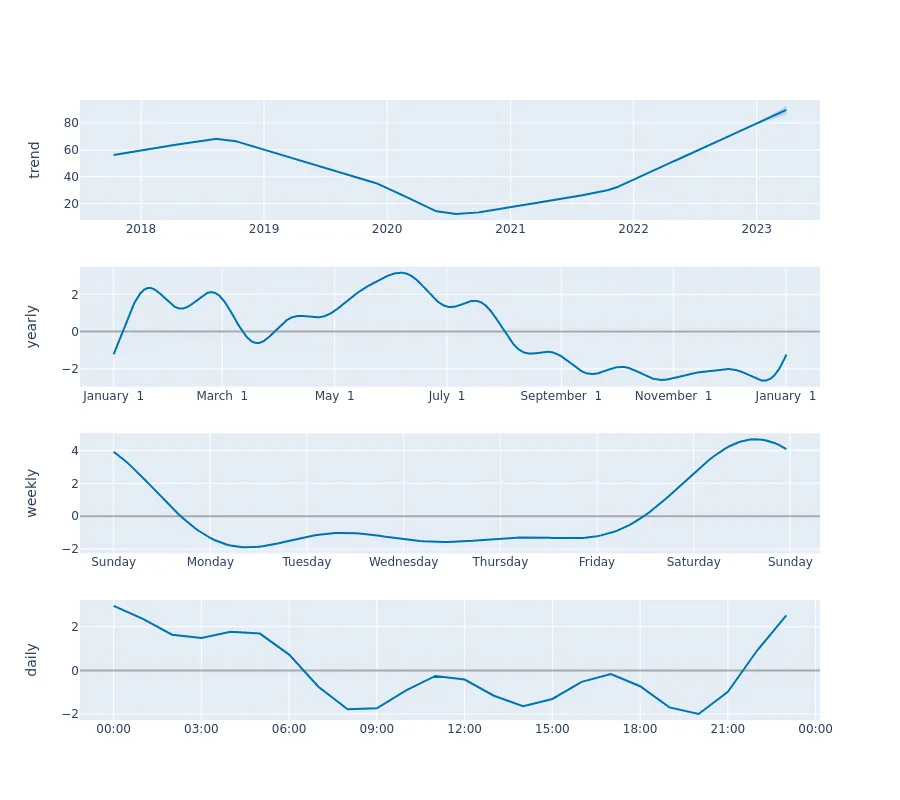 trend
80
60
40
20
2018 2019 2020 2021 2022 2023
yearly
2
0
−2
January 1 March 1 May 1 July 1 September 1 November 1 January 1
weekly
4
2
0
−2
Sunday Monday Tuesday Wednesday Thursday Friday Saturday Sunday
daily
2
0
−2
00:00 03:00 06:00 09:00 12:00 15:00 18:00 21:00 00:00